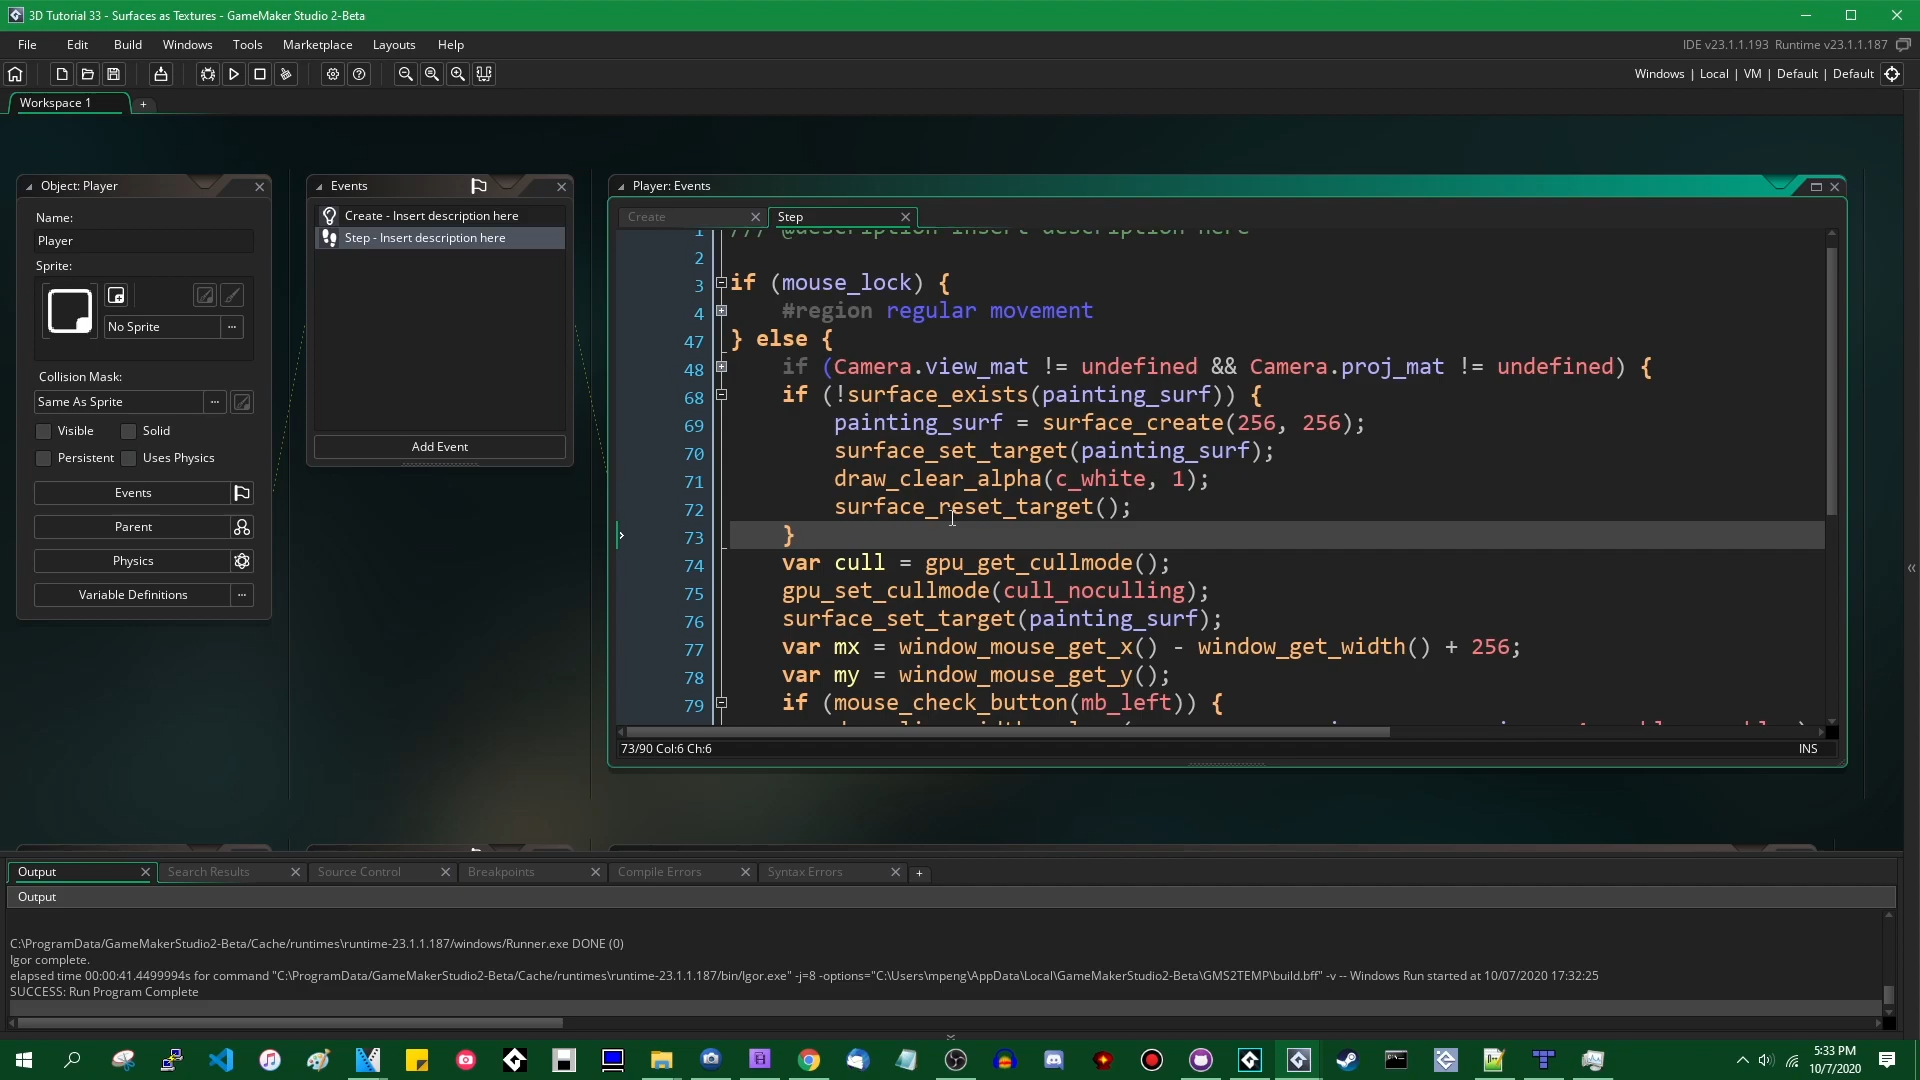 3D Tutorial 33 - Surfaces as Textures - GameMaker Studio 2-Beta
File Edit Build Windows Tools Marketplace Layouts Help
IDE v23.1.1.193 Runtime v23.1.1.187
Windows | Local | VM | Default | Default
Workspace 1
+
Object: Player
Name:
Player
Sprite:
No Sprite
...
Collision Mask:
Same As Sprite
...
Visible Solid
Persistent Uses Physics
Events
Parent
Physics
Variable Definitions
...
Events
Create - Insert description here
Step - Insert description here
Add Event
Player: Events
Create Step
1 /// @description Insert description here
2
3 if (mouse_lock) {
4 #region regular movement
47 } else {
48 if (Camera.view_mat != undefined && Camera.proj_mat != undefined) {
68 if (!surface_exists(painting_surf)) {
69 painting_surf = surface_create(256, 256);
70 surface_set_target(painting_surf);
71 draw_clear_alpha(c_white, 1);
72 surface_reset_target();
73 }
74 var cull = gpu_get_cullmode();
75 gpu_set_cullmode(cull_noculling);
76 surface_set_target(painting_surf);
77 var mx = window_mouse_get_x() - window_get_width() + 256;
78 var my = window_mouse_get_y();
79 if (mouse_check_button(mb_left)) {
73/90 Col:6 Ch:6
INS
Output Search Results Source Control Breakpoints Compile Errors Syntax Errors +
Output
C:\ProgramData/GameMakerStudio2-Beta/Cache/runtimes\runtime-23.1.1.187/windows/Runner.exe DONE (0)
Igor complete.
elapsed time 00:00:41.4499994s for command "C:\ProgramData/GameMakerStudio2-Beta/Cache/runtimes\runtime-23.1.1.187/bin/Igor.exe" -j=8 -options="C:\Users\mpeng\AppData\Local\GameMakerStudio2-Beta\GMS2TEMP\build.bff" -v -- Windows Run started at 10/07/2020 17:32:25
SUCCESS: Run Program Complete
5:33 PM
10/7/2020